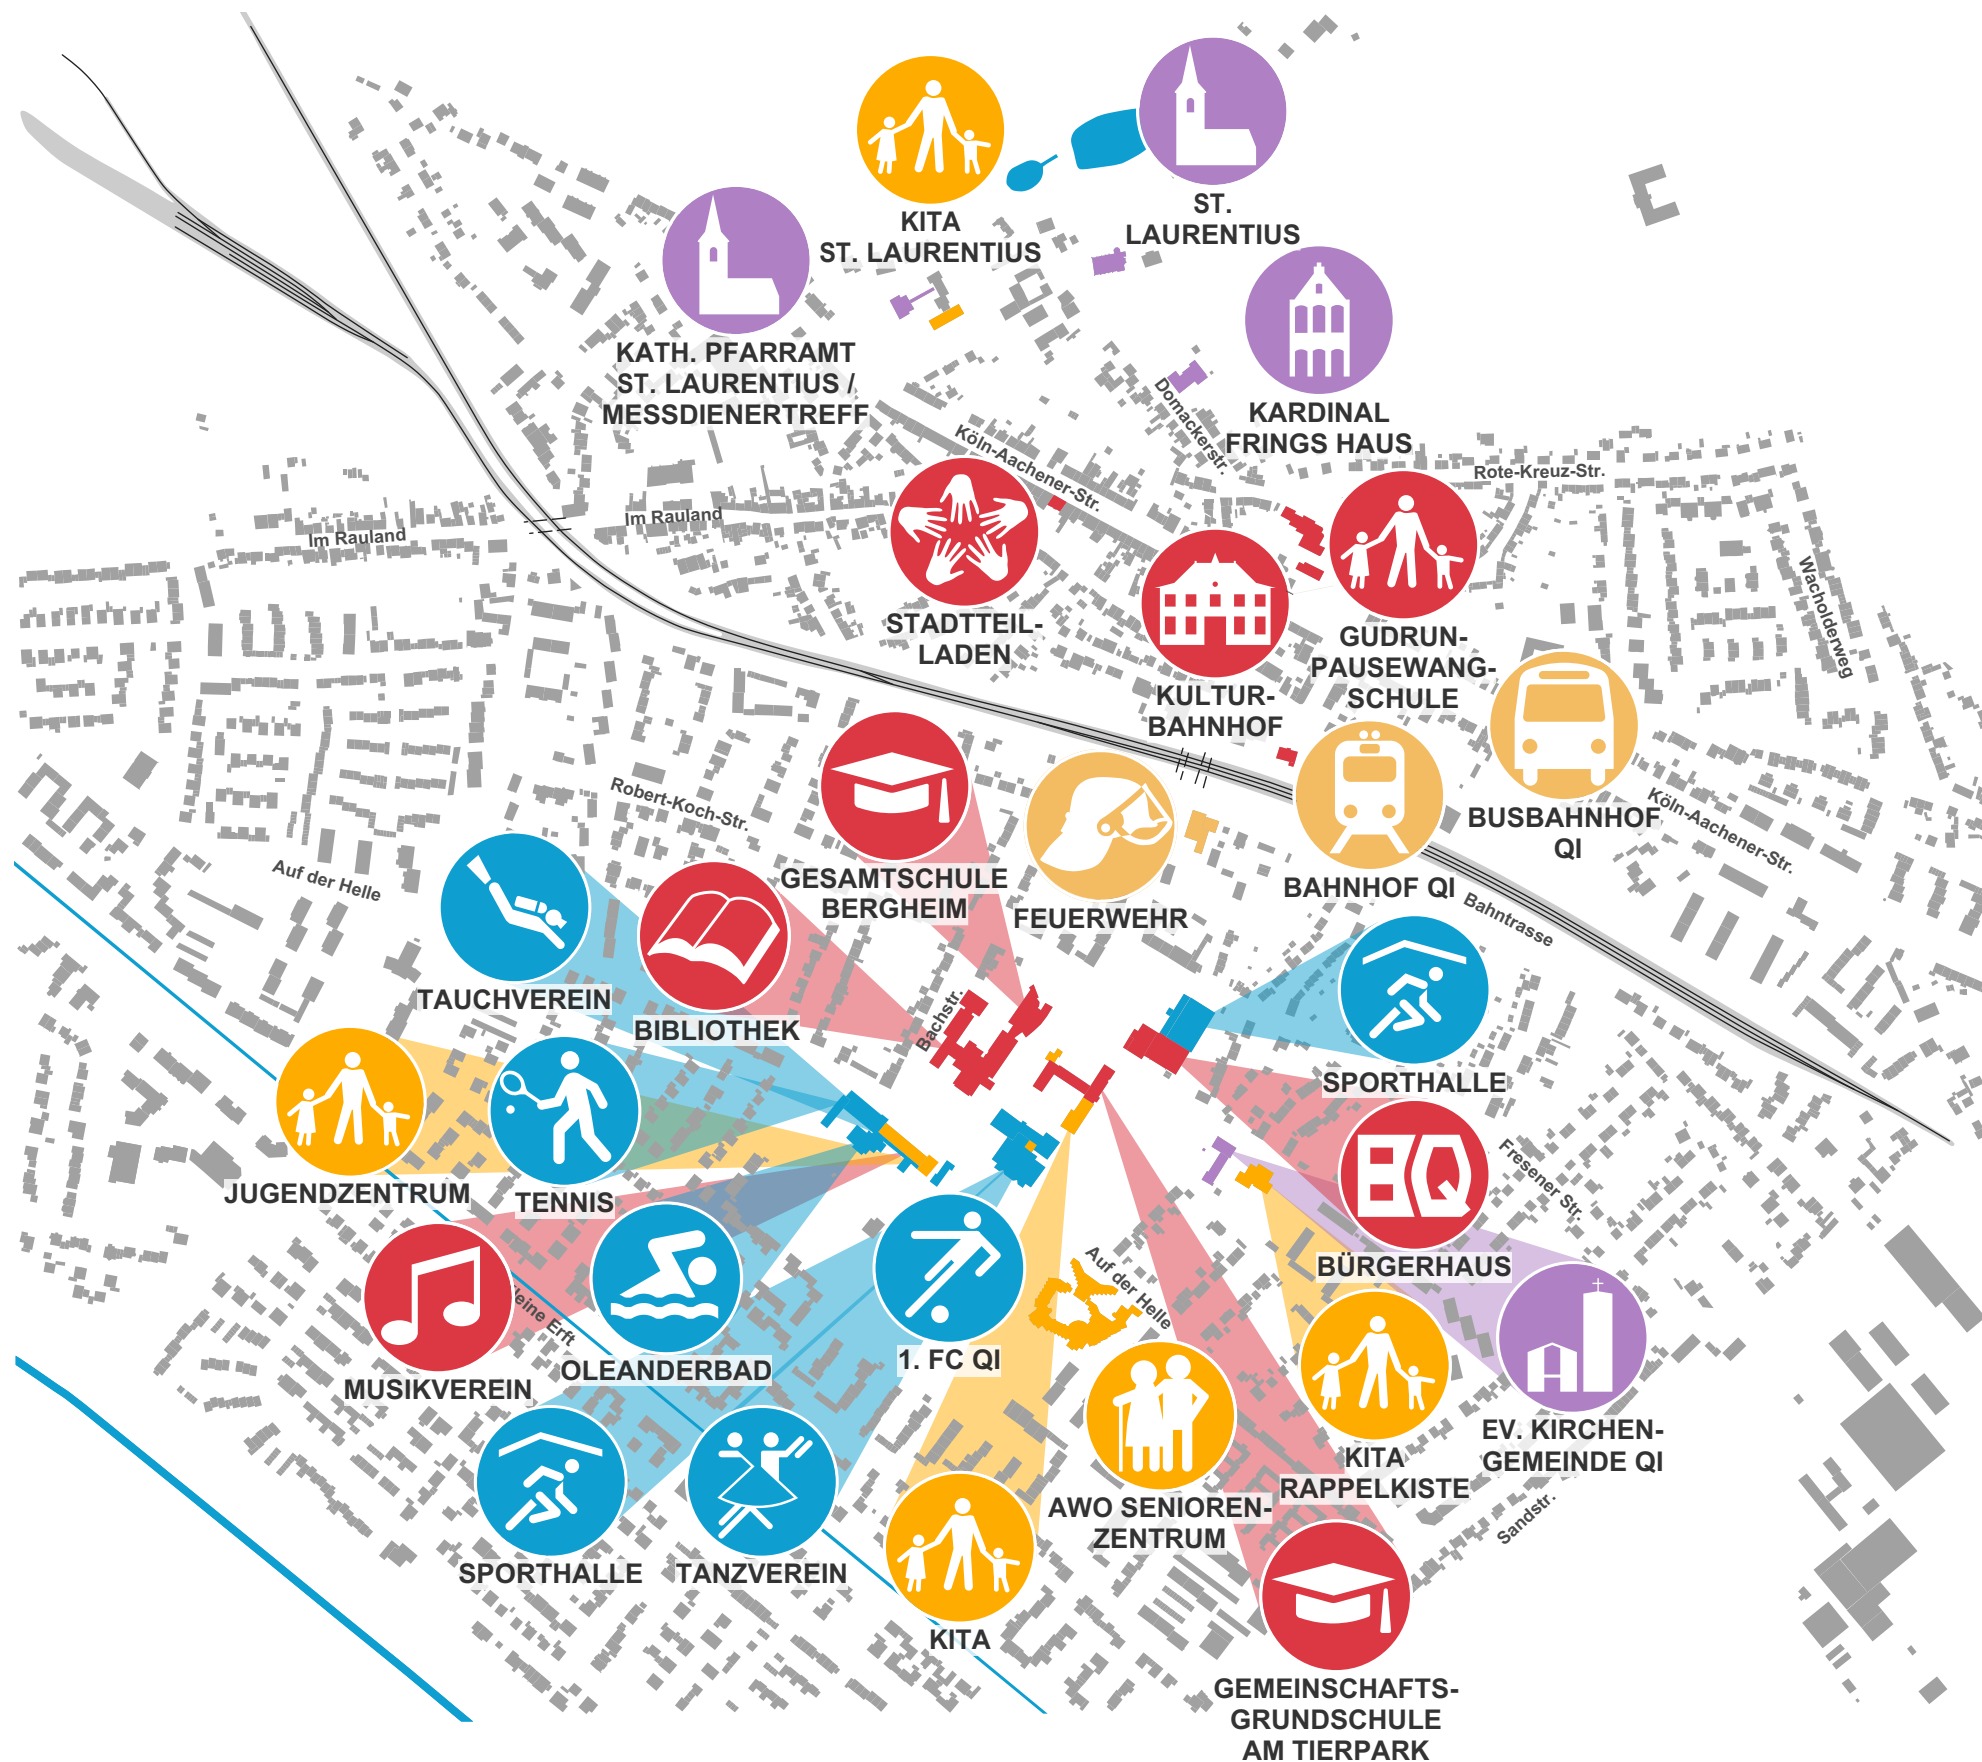 KITA
ST. LAURENTIUS
ST.
LAURENTIUS
KATH. PFARRAMT
ST. LAURENTIUS /
MESSDIENERTREFF
KARDINAL
FRINGS HAUS
Domackerstr.
Köln-Aachener-Str.
Rote-Kreuz-Str.
Im Rauland
Im Rauland
Wacholderweg
STADTTEIL-
LADEN
GUDRUN-
PAUSEWANG-
SCHULE
KULTUR-
BAHNHOF
Robert-Koch-Str.
BUSBAHNHOF
QI
Köln-Aachener-Str.
Auf der Helle
GESAMTSCHULE
BERGHEIM
FEUERWEHR
BAHNHOF QI
Bahntrasse
TAUCHVEREIN
BIBLIOTHEK
Bachstr.
SPORTHALLE
JUGENDZENTRUM
TENNIS
BQ
Fresener Str.
BÜRGERHAUS
Auf der Helle
leine Erft
MUSIKVEREIN
OLEANDERBAD
1. FC QI
KITA
RAPPELKISTE
EV. KIRCHEN-
GEMEINDE QI
AWO SENIOREN-
ZENTRUM
Sandstr.
SPORTHALLE
TANZVEREIN
KITA
GEMEINSCHAFTS-
GRUNDSCHULE
AM TIERPARK